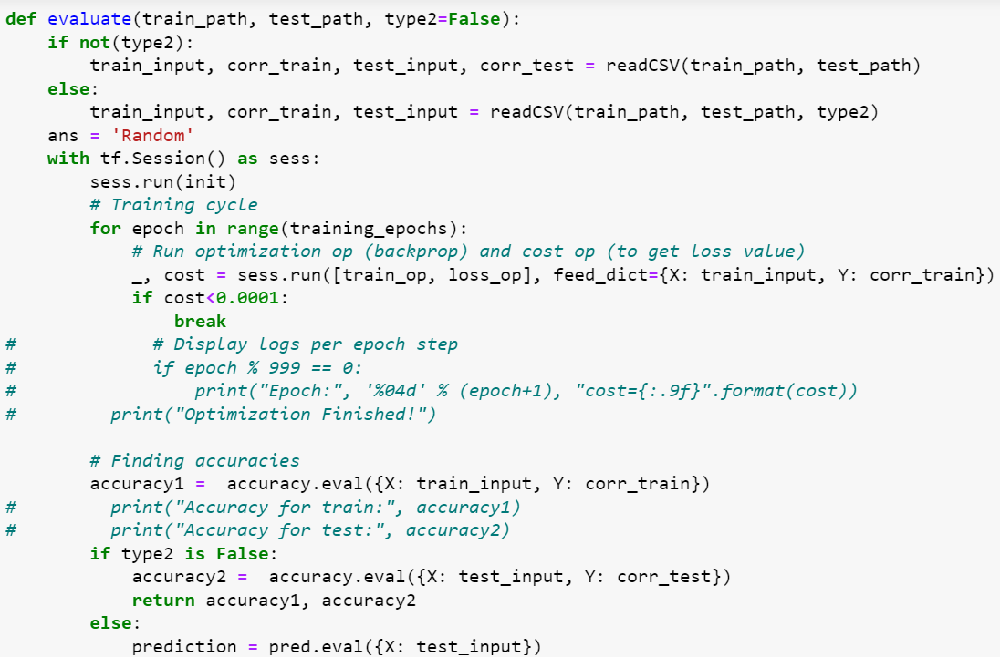 def evaluate(train_path, test_path, type2=False):
    if not(type2):
        train_input, corr_train, test_input, corr_test = readCSV(train_path, test_path)
    else:
        train_input, corr_train, test_input = readCSV(train_path, test_path, type2)
    ans = 'Random'
    with tf.Session() as sess:
        sess.run(init)
        # Training cycle
        for epoch in range(training_epochs):
            # Run optimization op (backprop) and cost op (to get loss value)
            _, cost = sess.run([train_op, loss_op], feed_dict={X: train_input, Y: corr_train})
            if cost<0.0001:
                break
#             # Display logs per epoch step
#             if epoch % 999 == 0:
#                 print("Epoch:", '%04d' % (epoch+1), "cost={:.9f}".format(cost))
#         print("Optimization Finished!")

        # Finding accuracies
        accuracy1 =  accuracy.eval({X: train_input, Y: corr_train})
#         print("Accuracy for train:", accuracy1)
#         print("Accuracy for test:", accuracy2)
        if type2 is False:
            accuracy2 =  accuracy.eval({X: test_input, Y: corr_test})
            return accuracy1, accuracy2
        else:
            prediction = pred.eval({X: test_input})